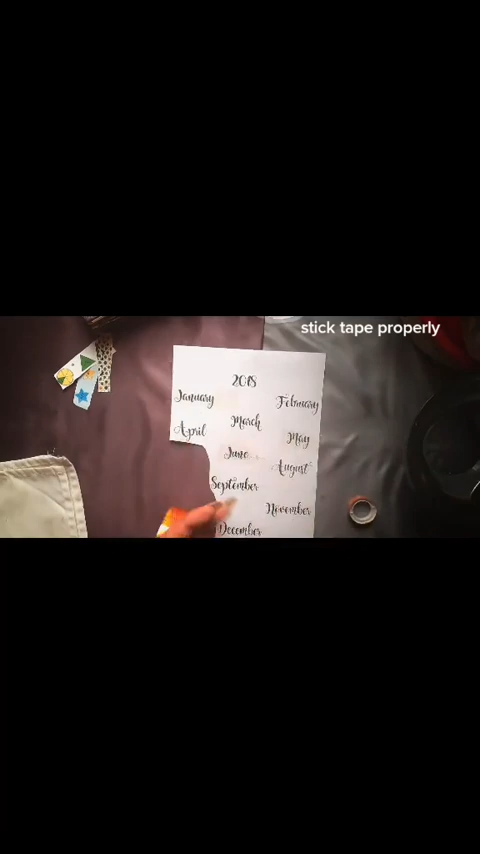 stick tape properly
2018
January
February
March
April
May
June
August
September
November
December